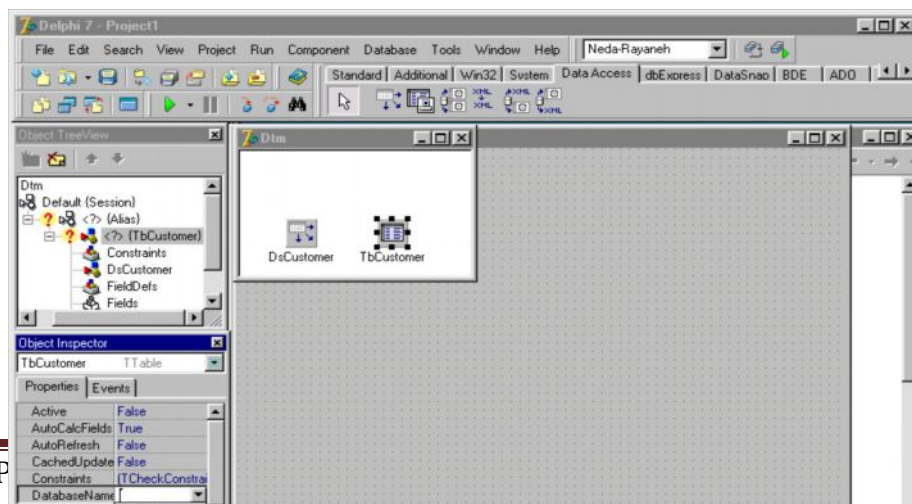 Delphi 7 - Project1
File Edit Search View Project Run Component Database Tools Window Help Neda-Rayaneh
Standard Additional Win32 System Data Access dbExpress DataSnap BDE ADO
Object TreeView
Dtm
Default {Session}
<?> {Alias}
<?> {TbCustomer}
Constraints
DsCustomer
FieldDefs
Fields
Dtm
DsCustomer TbCustomer
Object Inspector
TbCustomer TTable
Properties Events
Active False
AutoCalcFields True
AutoRefresh False
CachedUpdate False
Constraints (TCheckConstrai
DatabaseName
P